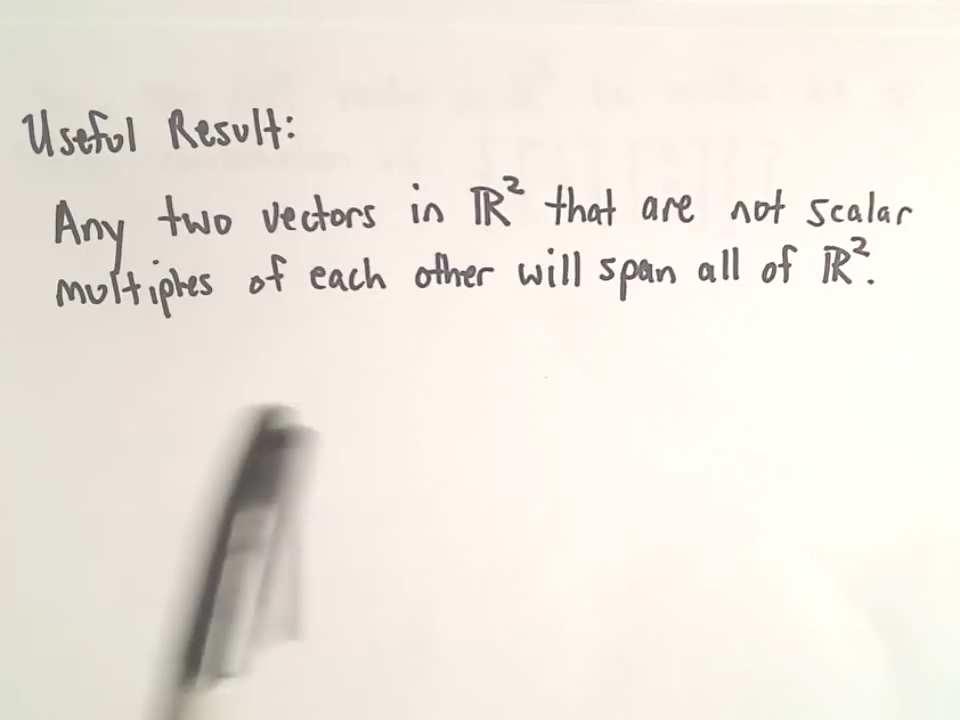 Useful Result:
Any two vectors in ℝ² that are not scalar
multiples of each other will span all of ℝ².